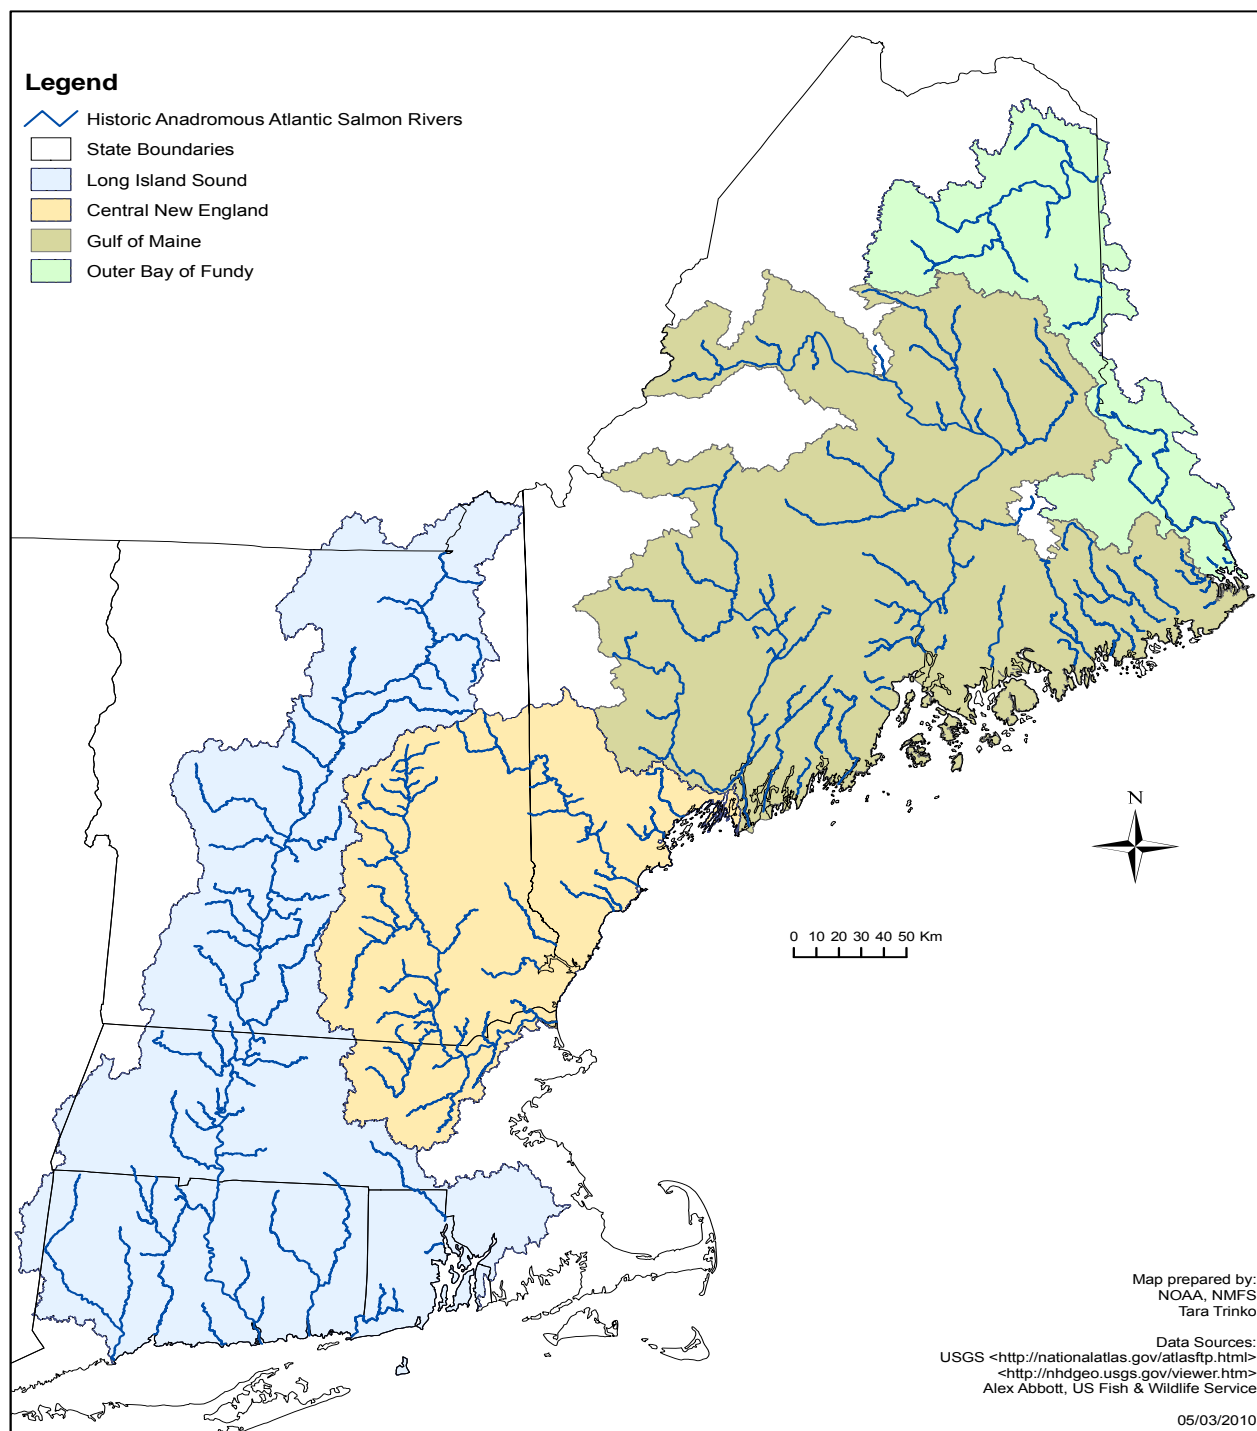 Legend
Historic Anadromous Atlantic Salmon Rivers
State Boundaries
Long Island Sound
Central New England
Gulf of Maine
Outer Bay of Fundy
N
0 10 20 30 40 50 Km
Map prepared by:
NOAA, NMFS
Tara Trinko
Data Sources:
USGS <http://nationalatlas.gov/atlasftp.html>
<http://nhdgeo.usgs.gov/viewer.htm>
Alex Abbott, US Fish & Wildlife Service
05/03/2010